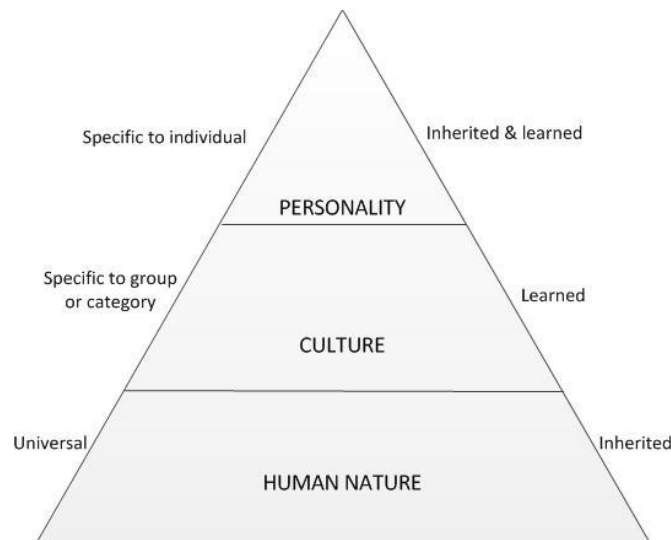 Specific to individual
Inherited & learned
PERSONALITY
Specific to group
or category
Learned
CULTURE
Universal
Inherited
HUMAN NATURE